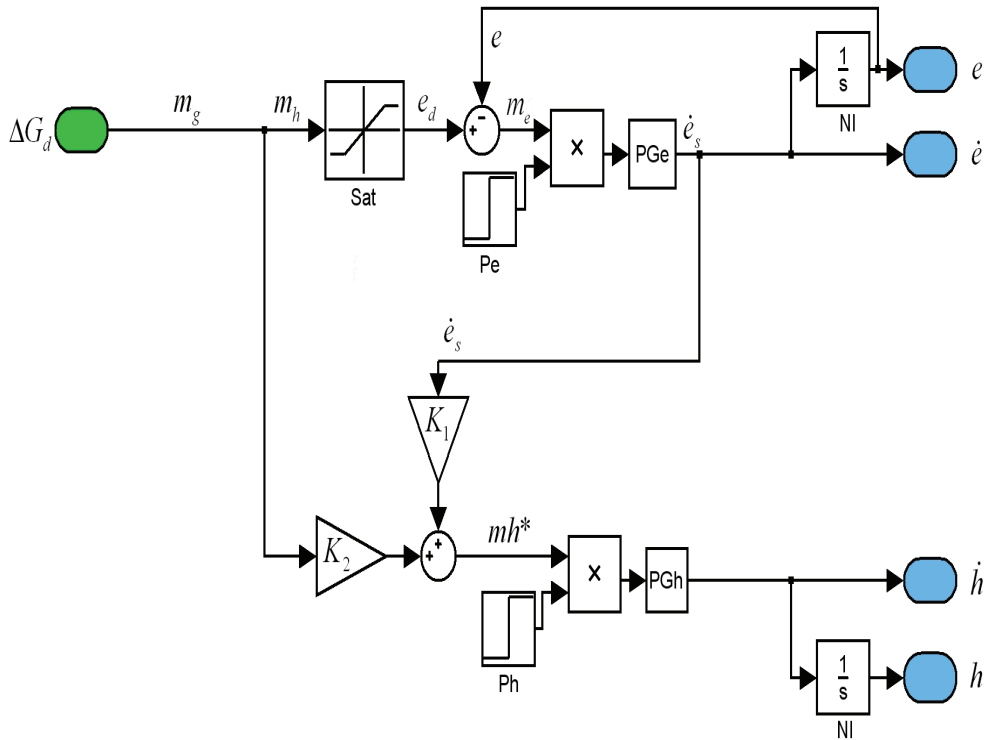 e
1
s
e
NI
ΔG_d
m_g
m_h
e_d
+
-
m_e
×
PGe
ė_s
ė
Sat
Pe
ė_s
K_1
K_2
+
+
mh*
×
PGh
ḣ
Ph
1
s
h
NI